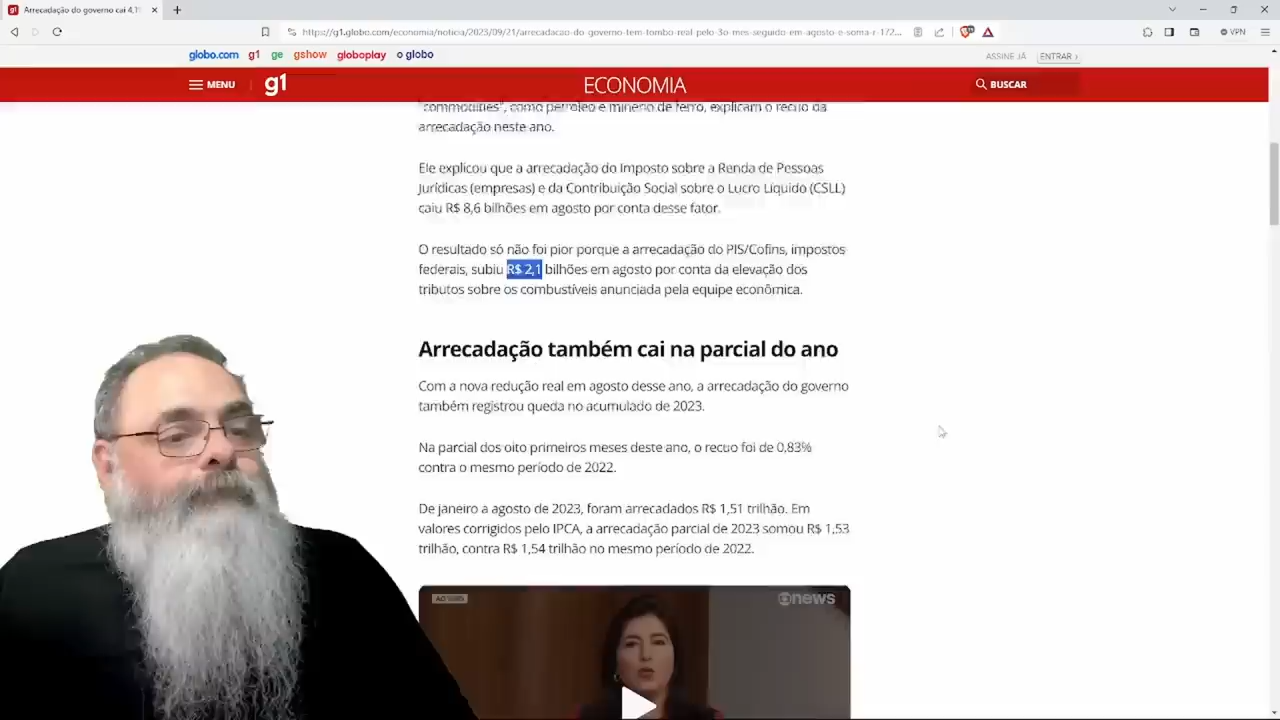 Arrecadação do governo cai 4,1
https://g1.globo.com/economia/noticia/2023/09/21/arrecadacao-do-governo-tem-tombo-real-pelo-3o-mes-seguido-em-agosto-e-soma-r-172...
VPN
globo.com g1 ge gshow globoplay o globo
ASSINE JÁ ENTRAR
MENU g1 ECONOMIA BUSCAR
"commodities", como petróleo e minério de ferro, explicam o recuo da
arrecadação neste ano.
Ele explicou que a arrecadação do Imposto sobre a Renda de Pessoas
Jurídicas (empresas) e da Contribuição Social sobre o Lucro Líquido (CSLL)
caiu R$ 8,6 bilhões em agosto por conta desse fator.
O resultado só não foi pior porque a arrecadação do PIS/Cofins, impostos
federais, subiu R$ 2,1 bilhões em agosto por conta da elevação dos
tributos sobre os combustíveis anunciada pela equipe econômica.
Arrecadação também cai na parcial do ano
Com a nova redução real em agosto desse ano, a arrecadação do governo
também registrou queda no acumulado de 2023.
Na parcial dos oito primeiros meses deste ano, o recuo foi de 0,83%
contra o mesmo período de 2022.
De janeiro a agosto de 2023, foram arrecadados R$ 1,51 trilhão. Em
valores corrigidos pelo IPCA, a arrecadação parcial de 2023 somou R$ 1,53
trilhão, contra R$ 1,54 trilhão no mesmo período de 2022.
AO VIVO
news